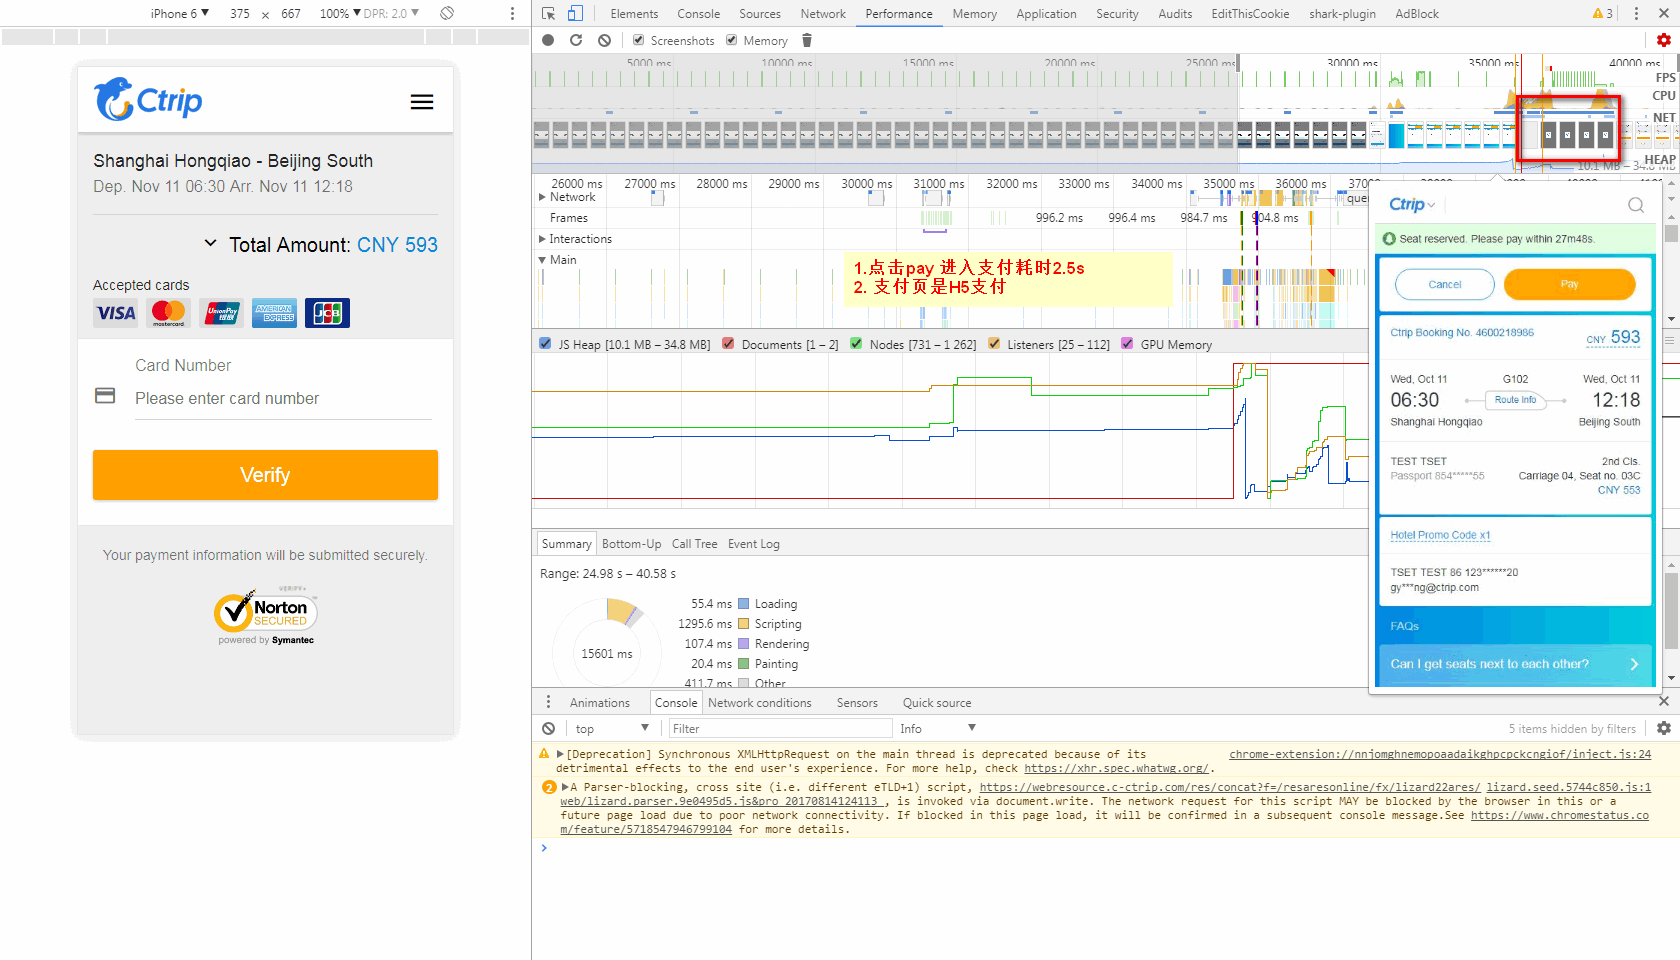 iPhone 6 ▼ 375 × 667 100% ▼ DPR: 2.0 ▼
Ctrip
Shanghai Hongqiao - Beijing South
Dep. Nov 11 06:30 Arr. Nov 11 12:18
Total Amount: CNY 593
Accepted cards
VISA mastercard UnionPay 银联 AMERICAN EXPRESS JCB
Card Number
Please enter card number
Verify
Your payment information will be submitted securely.
Norton
SECURED
powered by Symantec
Elements Console Sources Network Performance Memory Application Security Audits EditThisCookie shark-plugin AdBlock 3
Screenshots Memory
5000 ms 10000 ms 15000 ms 20000 ms 25000 ms 30000 ms 35000 ms 40000 ms
FPS
CPU
NET
HEAP
10.1 MB – 34.8 MB
26000 ms 27000 ms 28000 ms 29000 ms 30000 ms 31000 ms 32000 ms 33000 ms 34000 ms 35000 ms 36000 ms
Network
Frames 996.2 ms 996.4 ms 984.7 ms 904.8 ms
Interactions
Main
1.点击pay 进入支付耗时2.5s
2. 支付页是H5支付
JS Heap [10.1 MB – 34.8 MB] Documents [1 – 2] Nodes [731 – 1 262] Listeners [25 – 112] GPU Memory
Summary Bottom-Up Call Tree Event Log
Range: 24.98 s – 40.58 s
15601 ms
55.4 ms Loading
1295.6 ms Scripting
107.4 ms Rendering
20.4 ms Painting
411.7 ms Other
Ctrip
Seat reserved. Please pay within 27m48s.
Cancel Pay
Ctrip Booking No. 4600218986
CNY 593
Wed, Oct 11 G102 Wed, Oct 11
06:30 Route Info 12:18
Shanghai Hongqiao Beijing South
TEST TSET 2nd Cls.
Passport 854*****55 Carriage 04, Seat no. 03C
CNY 553
Hotel Promo Code x1
TSET TEST 86 123******20
gy***ng@ctrip.com
FAQs
Can I get seats next to each other?
Animations Console Network conditions Sensors Quick source
top ▼ Filter Info ▼ 5 items hidden by filters
[Deprecation] Synchronous XMLHttpRequest on the main thread is deprecated because of its chrome-extension://nnjomghnemopoaadaikghpcpckcngiof/inject.js:24
detrimental effects to the end user's experience. For more help, check https://xhr.spec.whatwg.org/.
2 A Parser-blocking, cross site (i.e. different eTLD+1) script, https://webresource.c-ctrip.com/res/concat?f=/resaresonline/fx/lizard22ares/ lizard.seed.5744c850.js:1
web/lizard.parser.9e0495d5.js&pro_20170814124113_, is invoked via document.write. The network request for this script MAY be blocked by the browser in this or a
future page load due to poor network connectivity. If blocked in this page load, it will be confirmed in a subsequent console message.See https://www.chromestatus.co
m/feature/5718547946799104 for more details.